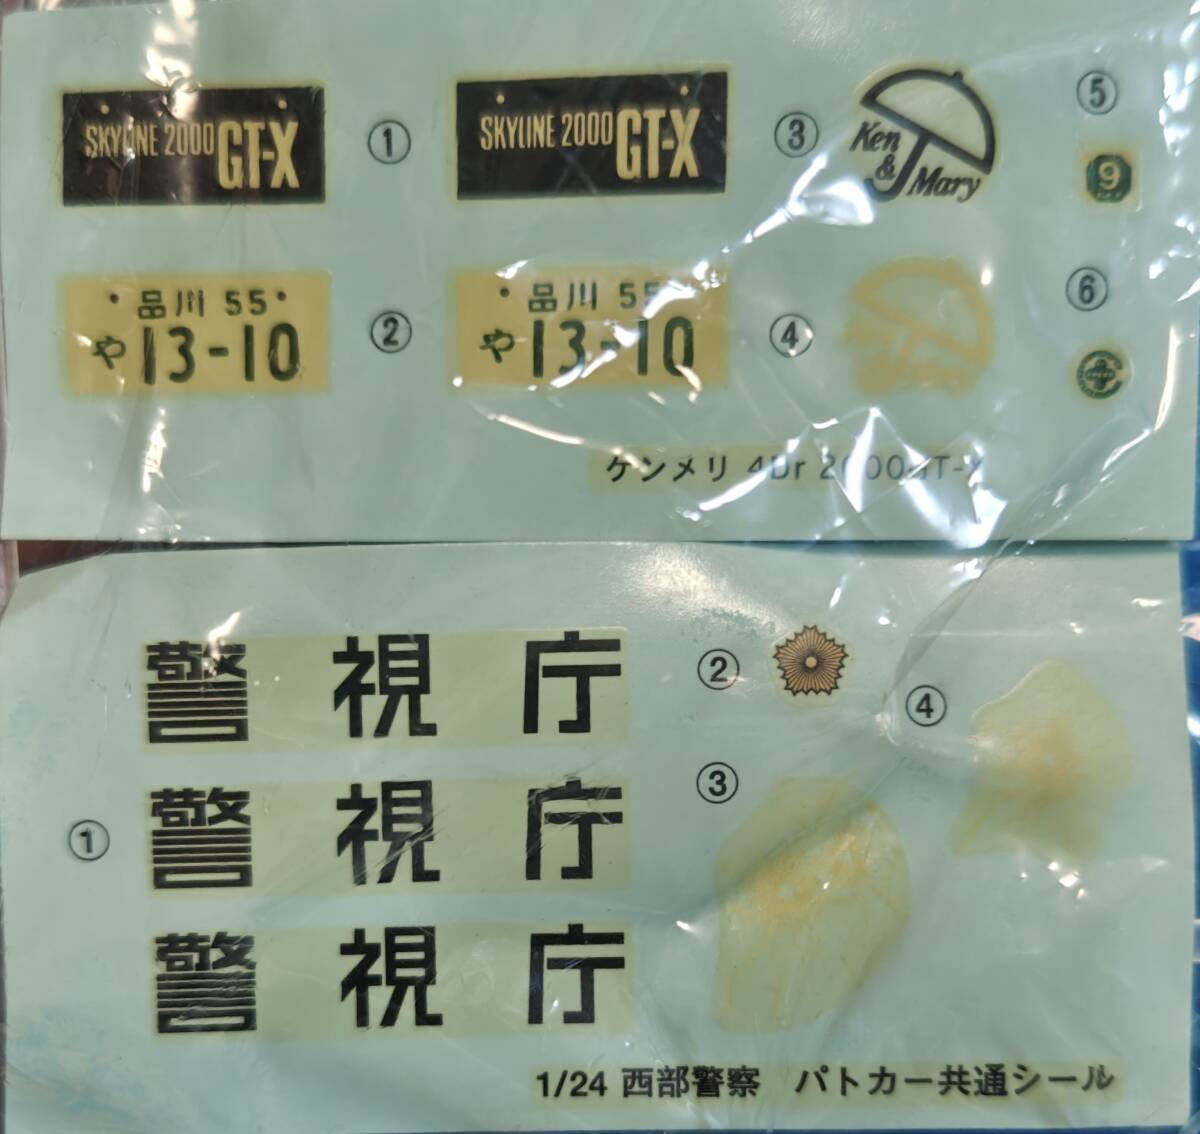 SKYLINE 2000 GT-X
①
SKYLINE 2000 GT-X
③
Ken
&
Mary
⑤
9
品川 55
や 13-10
②
品川 55
や 13-10
④
⑥
ケンメリ 4Dr 2000GT-X
警視庁
②
④
警視庁
③
①
警視庁
1/24 西部警察 パトカー共通シール